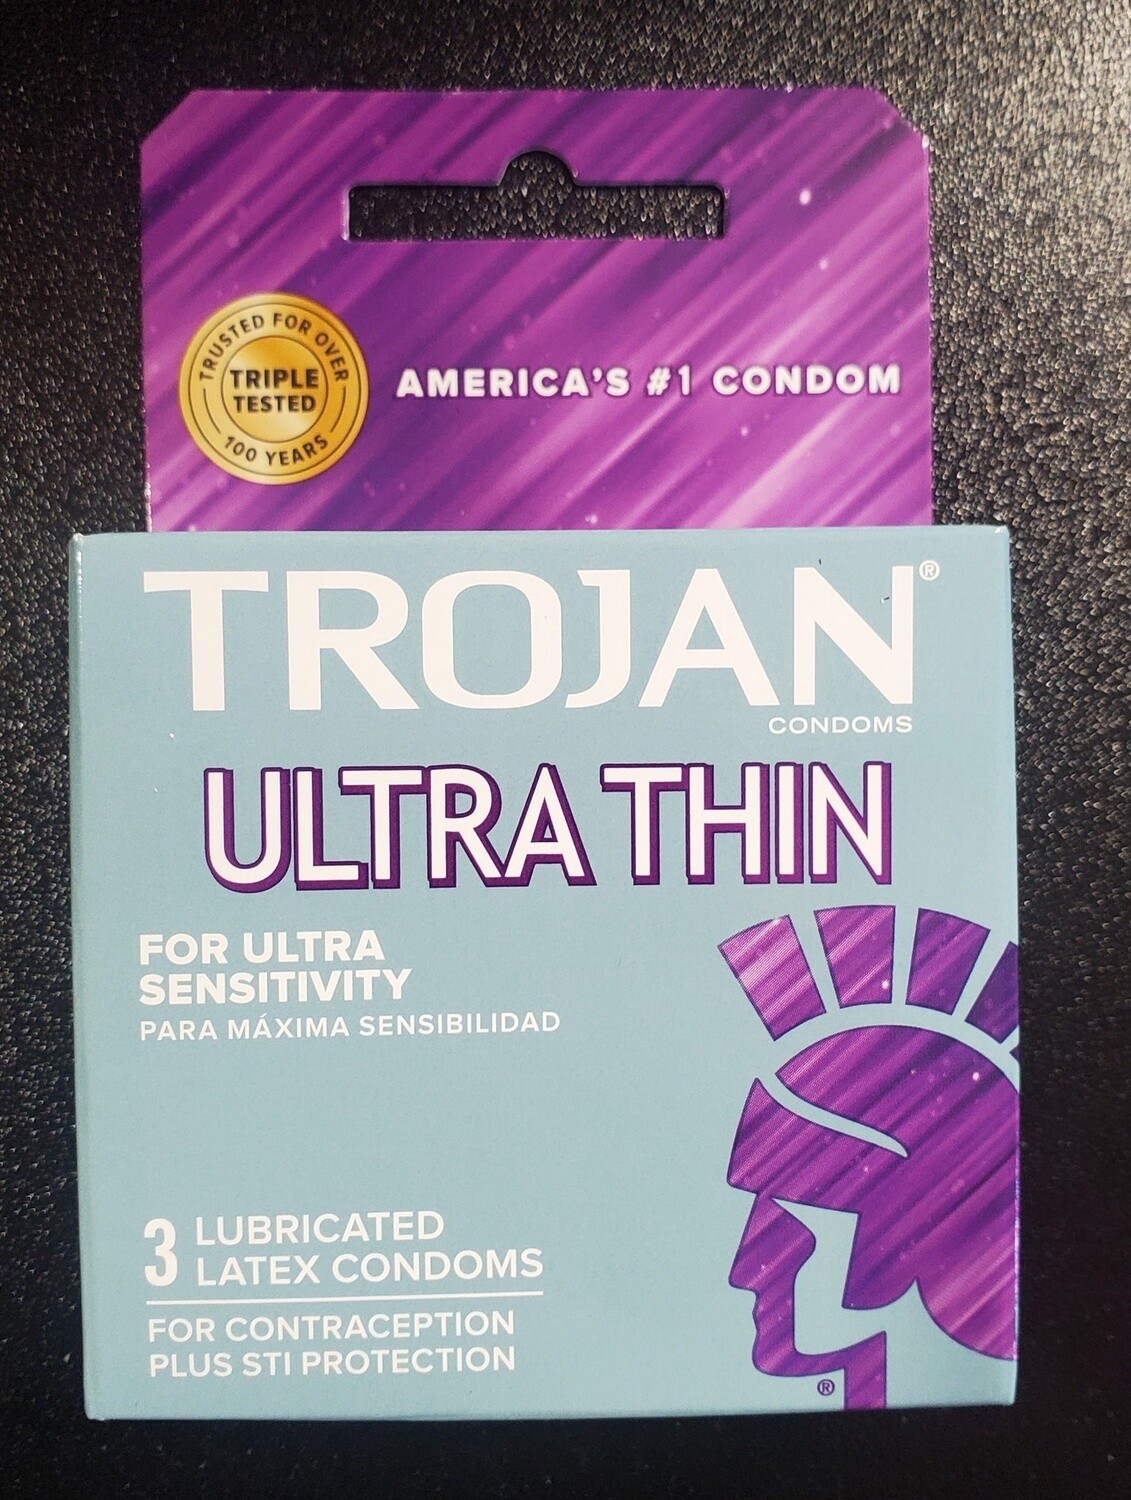 TRUSTED FOR OVER
TRIPLE
TESTED
100 YEARS
AMERICA'S #1 CONDOM
TROJAN®
CONDOMS
ULTRA THIN
FOR ULTRA
SENSITIVITY
PARA MÁXIMA SENSIBILIDAD
3 LUBRICATED
LATEX CONDOMS
FOR CONTRACEPTION
PLUS STI PROTECTION
®